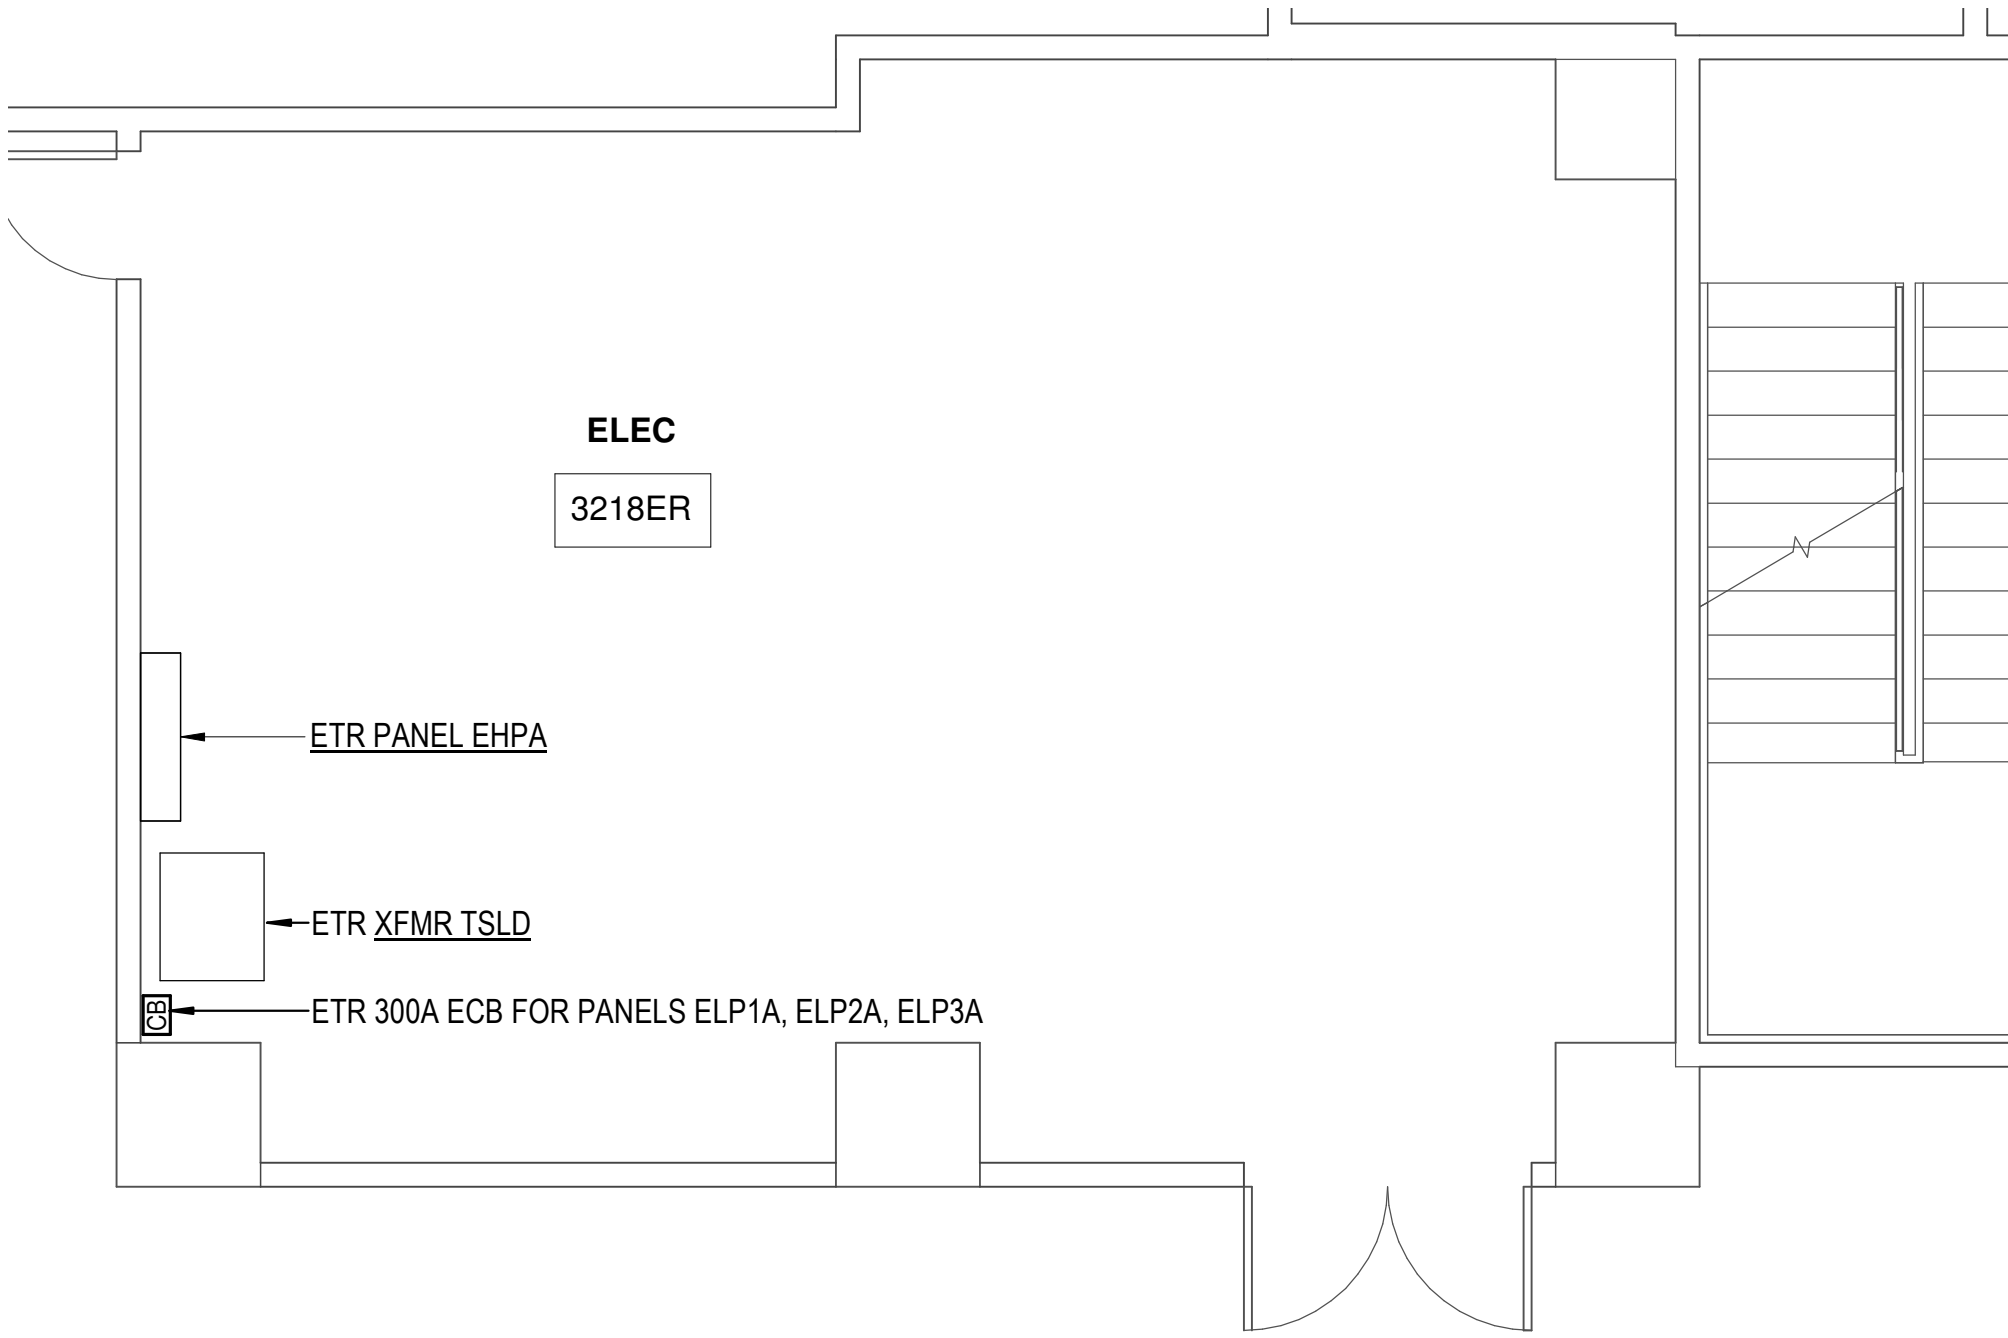 ELEC
3218ER
ETR PANEL EHPA
ETR XFMR TSLD
CB
ETR 300A ECB FOR PANELS ELP1A, ELP2A, ELP3A